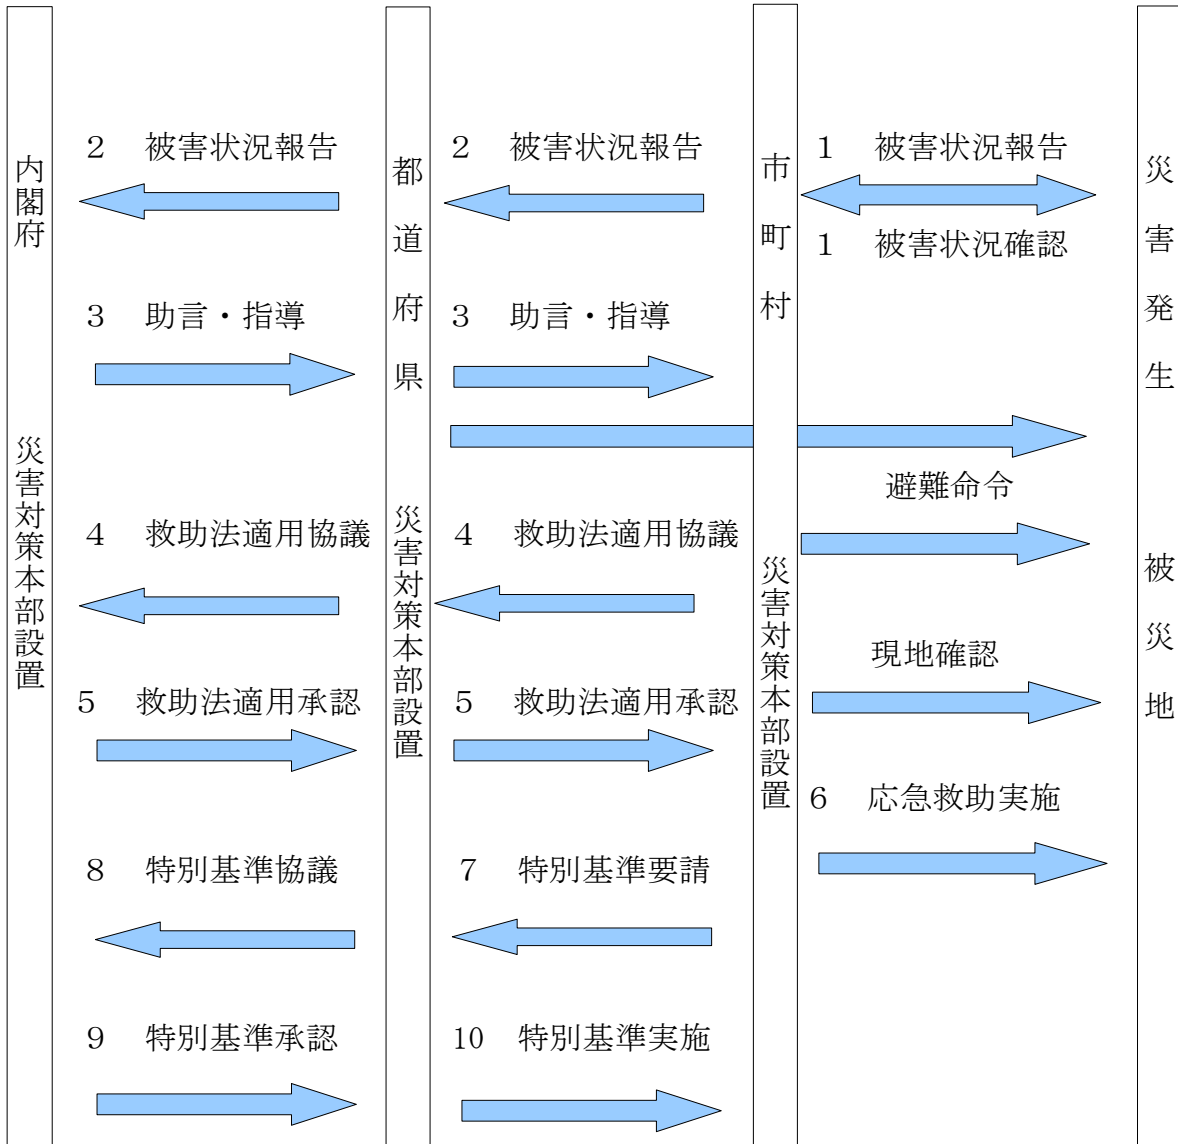 内閣府 災害対策本部設置
2 被害状況報告
3 助言・指導
4 救助法適用協議
5 救助法適用承認
8 特別基準協議
9 特別基準承認
都道府県 災害対策本部設置
2 被害状況報告
3 助言・指導
4 救助法適用協議
5 救助法適用承認
7 特別基準要請
10 特別基準実施
市町村 災害対策本部設置
1 被害状況報告
1 被害状況確認
避難命令
現地確認
6 応急救助実施
災害発生 被災地